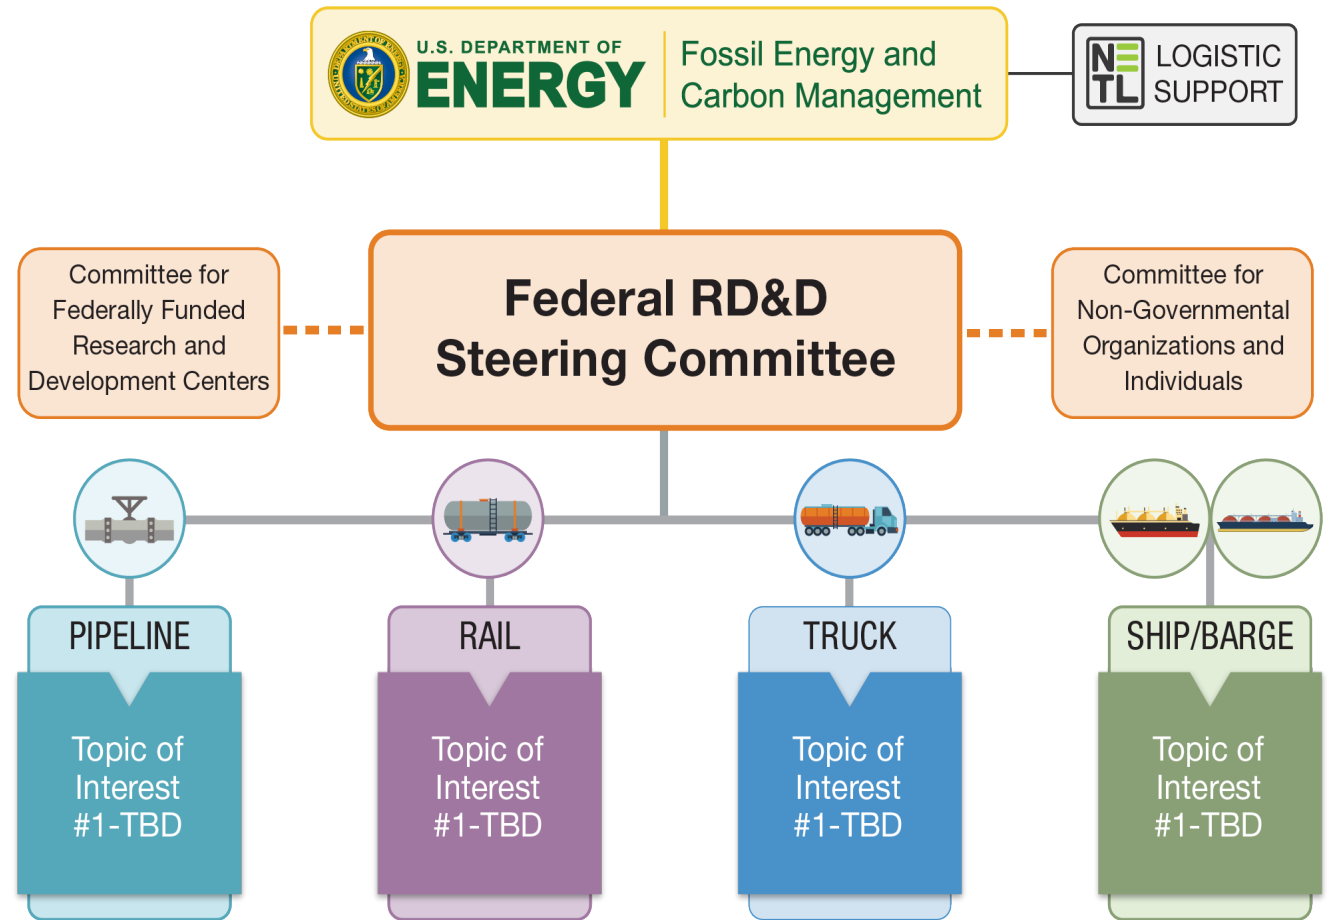 U.S. DEPARTMENT OF
ENERGY
Fossil Energy and
Carbon Management
NETL
LOGISTIC
SUPPORT
Committee for
Federally Funded
Research and
Development Centers
Federal RD&D
Steering Committee
Committee for
Non-Governmental
Organizations and
Individuals
PIPELINE
RAIL
TRUCK
SHIP/BARGE
Topic of
Interest
#1-TBD
Topic of
Interest
#1-TBD
Topic of
Interest
#1-TBD
Topic of
Interest
#1-TBD